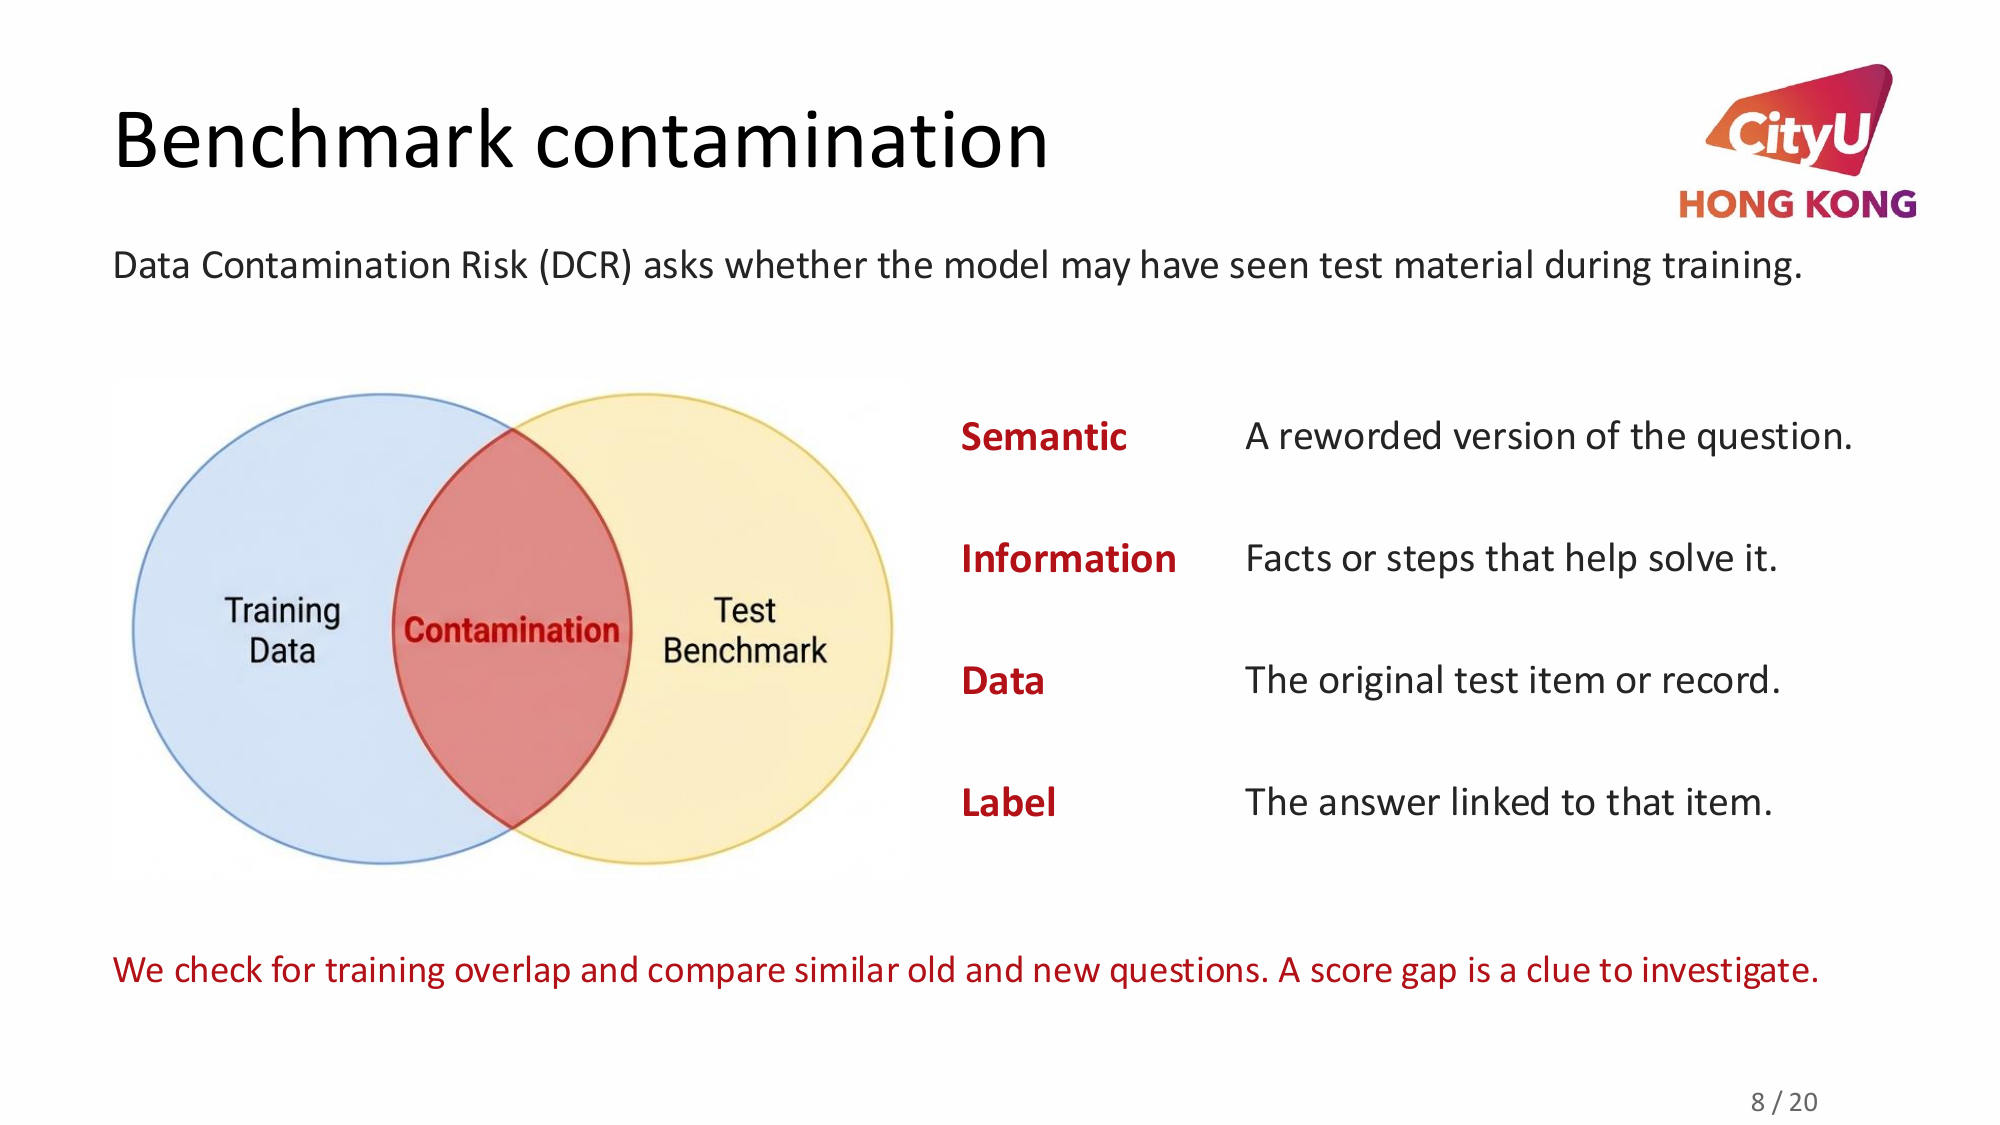 Benchmark contamination
CityU
HONG KONG
Data Contamination Risk (DCR) asks whether the model may have seen test material during training.
Training
Data
Contamination
Test
Benchmark
Semantic A reworded version of the question.
Information Facts or steps that help solve it.
Data The original test item or record.
Label The answer linked to that item.
We check for training overlap and compare similar old and new questions. A score gap is a clue to investigate.
8 / 20